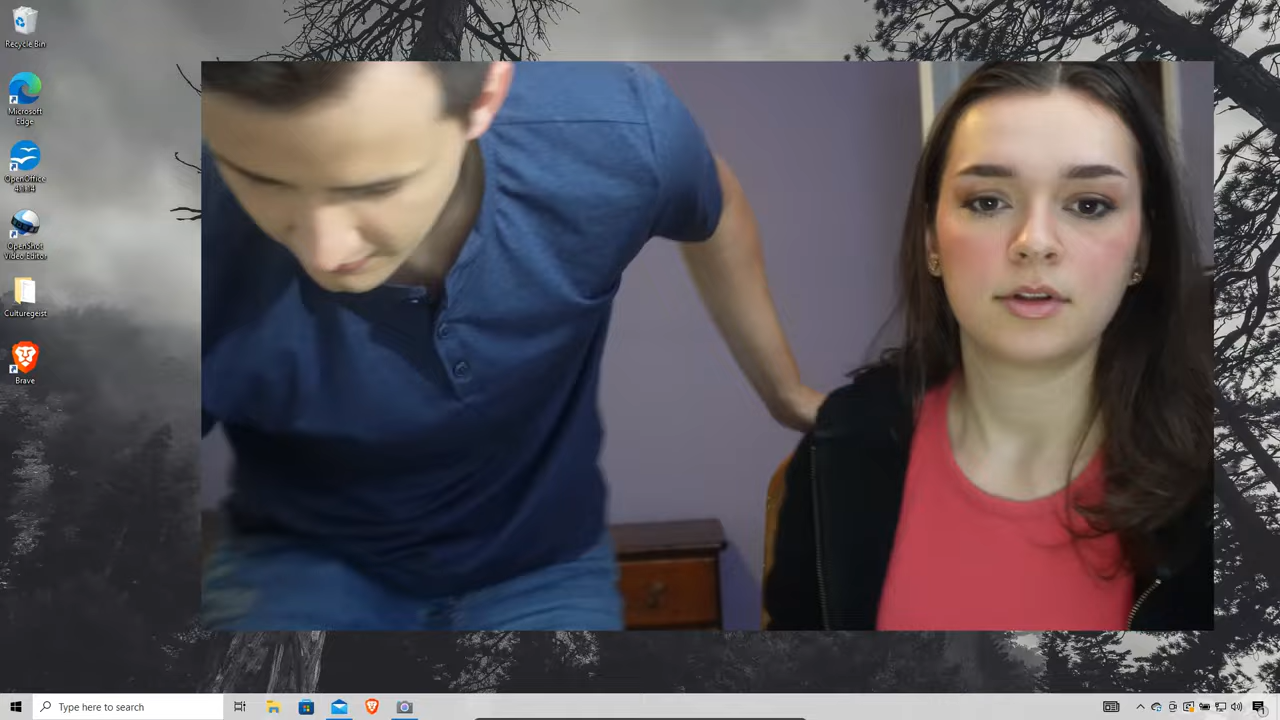 Recycle Bin
Microsoft
Edge
OpenOffice
4.1.14
OpenShot
Video Editor
Culturegeist
Brave
Type here to search